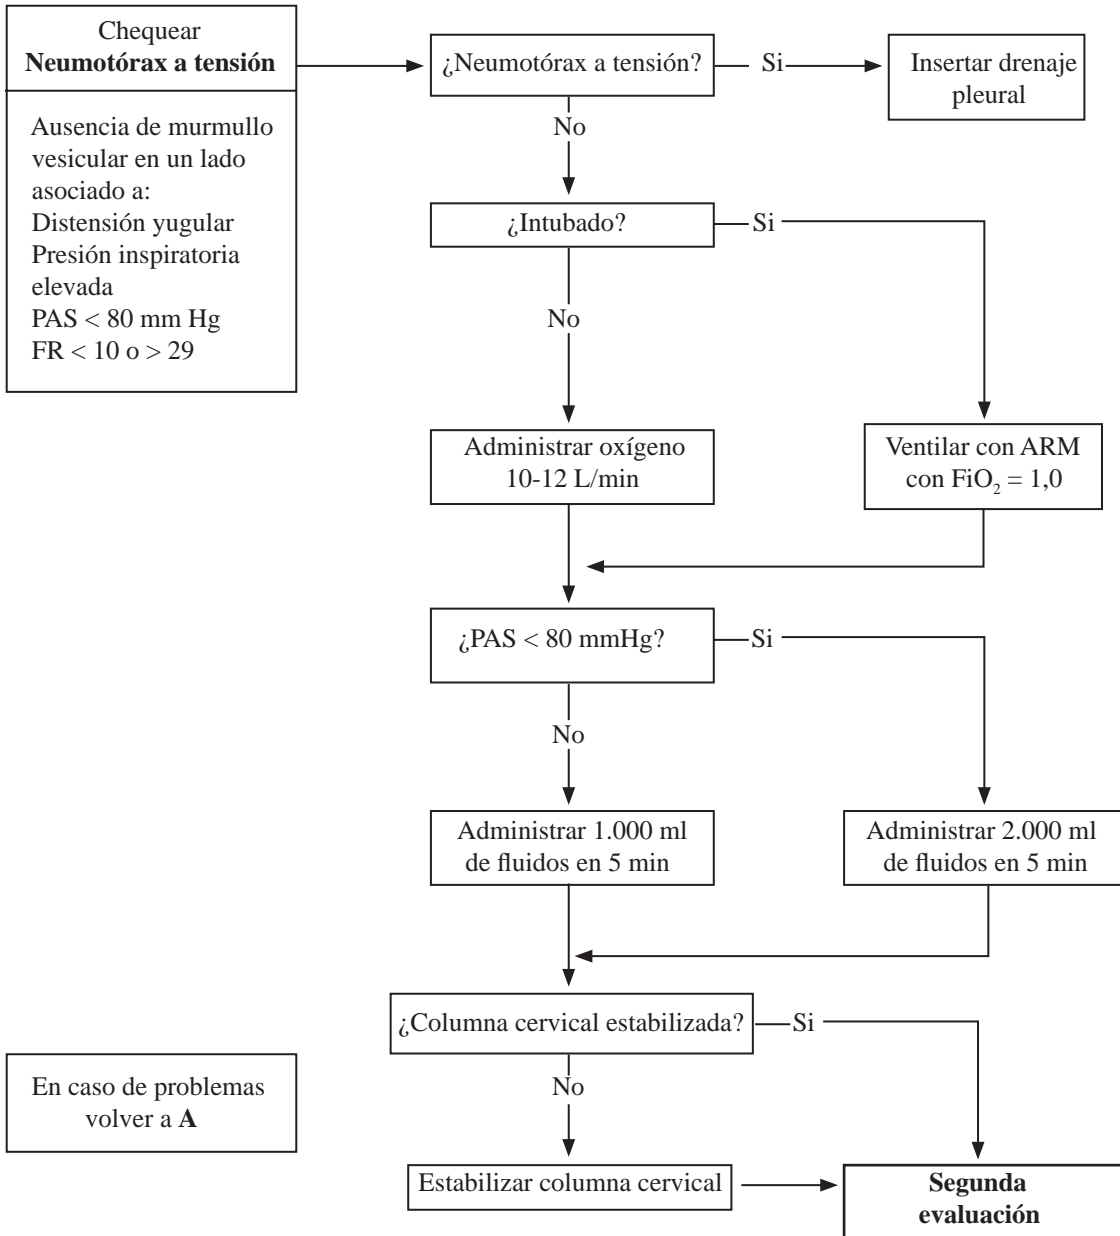 Chequear
Neumotórax a tensión
Ausencia de murmullo
vesicular en un lado
asociado a:
Distensión yugular
Presión inspiratoria
elevada
PAS < 80 mm Hg
FR < 10 o > 29
¿Neumotórax a tensión?
Si
Insertar drenaje
pleural
No
¿Intubado?
Si
No
Administrar oxígeno
10-12 L/min
Ventilar con ARM
con FiO₂ = 1,0
¿PAS < 80 mmHg?
Si
No
Administrar 1.000 ml
de fluidos en 5 min
Administrar 2.000 ml
de fluidos en 5 min
¿Columna cervical estabilizada?
Si
No
En caso de problemas
volver a A
Estabilizar columna cervical
Segunda
evaluación